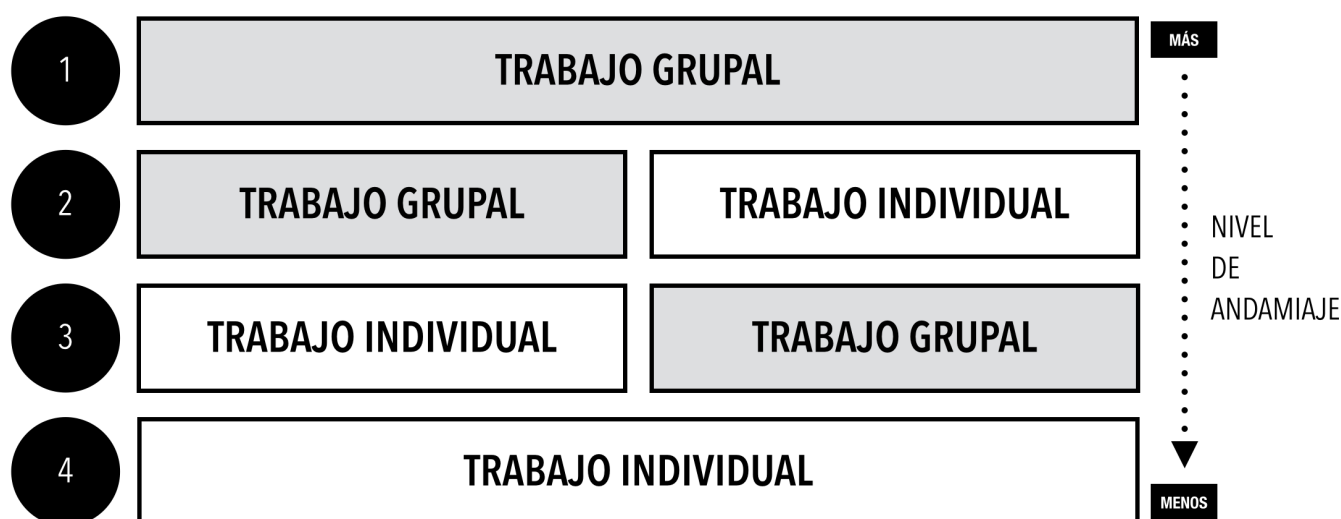 1
TRABAJO GRUPAL
MÁS
2
TRABAJO GRUPAL
TRABAJO INDIVIDUAL
3
TRABAJO INDIVIDUAL
TRABAJO GRUPAL
4
TRABAJO INDIVIDUAL
NIVEL
DE
ANDAMIAJE
MENOS